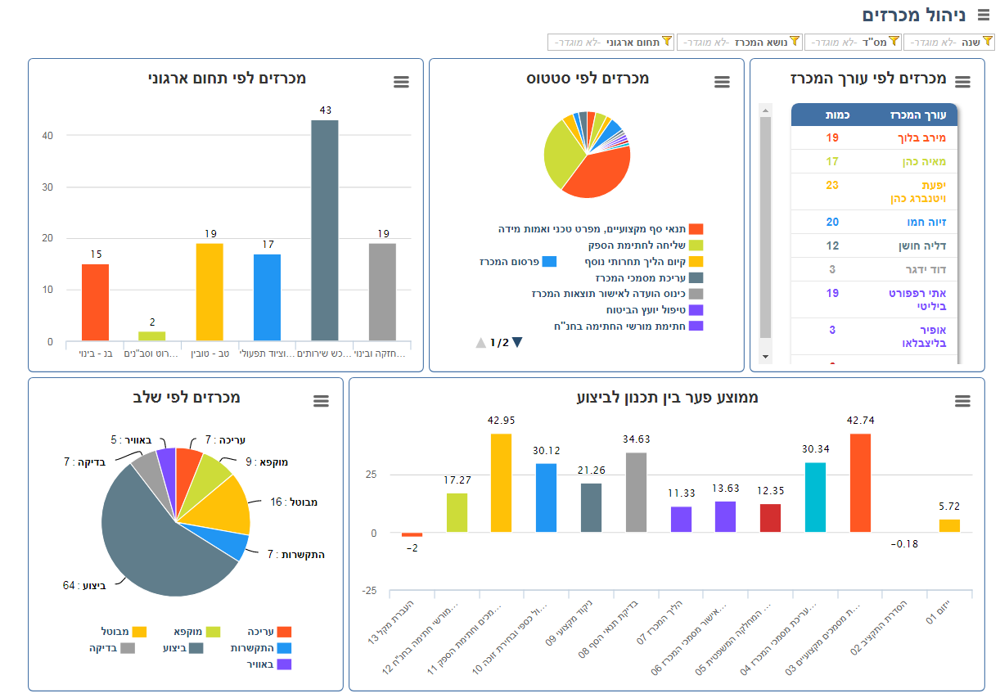 ניהול מכרזים
שנה -לא מוגדר-
מס"ד -לא מוגדר-
נושא המכרז -לא מוגדר-
תחום ארגוני -לא מוגדר-
מכרזים לפי עורך המכרז
עורך המכרז כמות
מירב בלוך 19
מאיה כהן 17
יפעת 23
ויטנברג כהן
זיוה חמו 20
דליה חושן 12
דוד ידגר 3
אתי רפפורט 19
ביליטי
אופיר 3
בליצבלאו
מכרזים לפי סטטוס
תנאי סף מקצועיים, מפרט טכני ואמות מידה
שליחה לחתימת הספק
קיום הליך תחרותי נוסף פרסום המכרז
עריכת מסמכי המכרז
כינוס הועדה לאישור תוצאות המכרז
טיפול יועץ הביטוח
חתימת מורשי החתימה בחנ"ח
1/2
מכרזים לפי תחום ארגוני
43
40
30
20
10
0
15
2
19
17
19
בנ - בינוי
רוט וסב"נים...
טב - טובין
וציוד תפעולי...
כש שירותים...
חזקה ובינוי...
ממוצע פער בין תכנון לביצוע
25
0
-25
-2
17.27
42.95
30.12
21.26
34.63
11.33
13.63
12.35
30.34
42.74
-0.18
5.72
13 העברת מקל
12 מורשי חתימה בחנ"ח...
11 מכים וחתימות הספק...
10 ול כספי ובחירת זוכה...
09 ניקוד מקצועי
08 בדיקת תנאי הסף
07 הליך המכרז
06 אישור מסמכי המכרז...
05 המחלקה המשפטית...
04 עריכת מסמכי המכרז...
03 ת מסמכים מקצועיים...
02 הסדרת התקציב
01 ייזום
מכרזים לפי שלב
עריכה : 7
מוקפא : 9
מבוטל : 16
התקשרות : 7
ביצוע : 64
בדיקה : 7
באוויר : 5
עריכה מוקפא מבוטל
התקשרות ביצוע בדיקה
באוויר